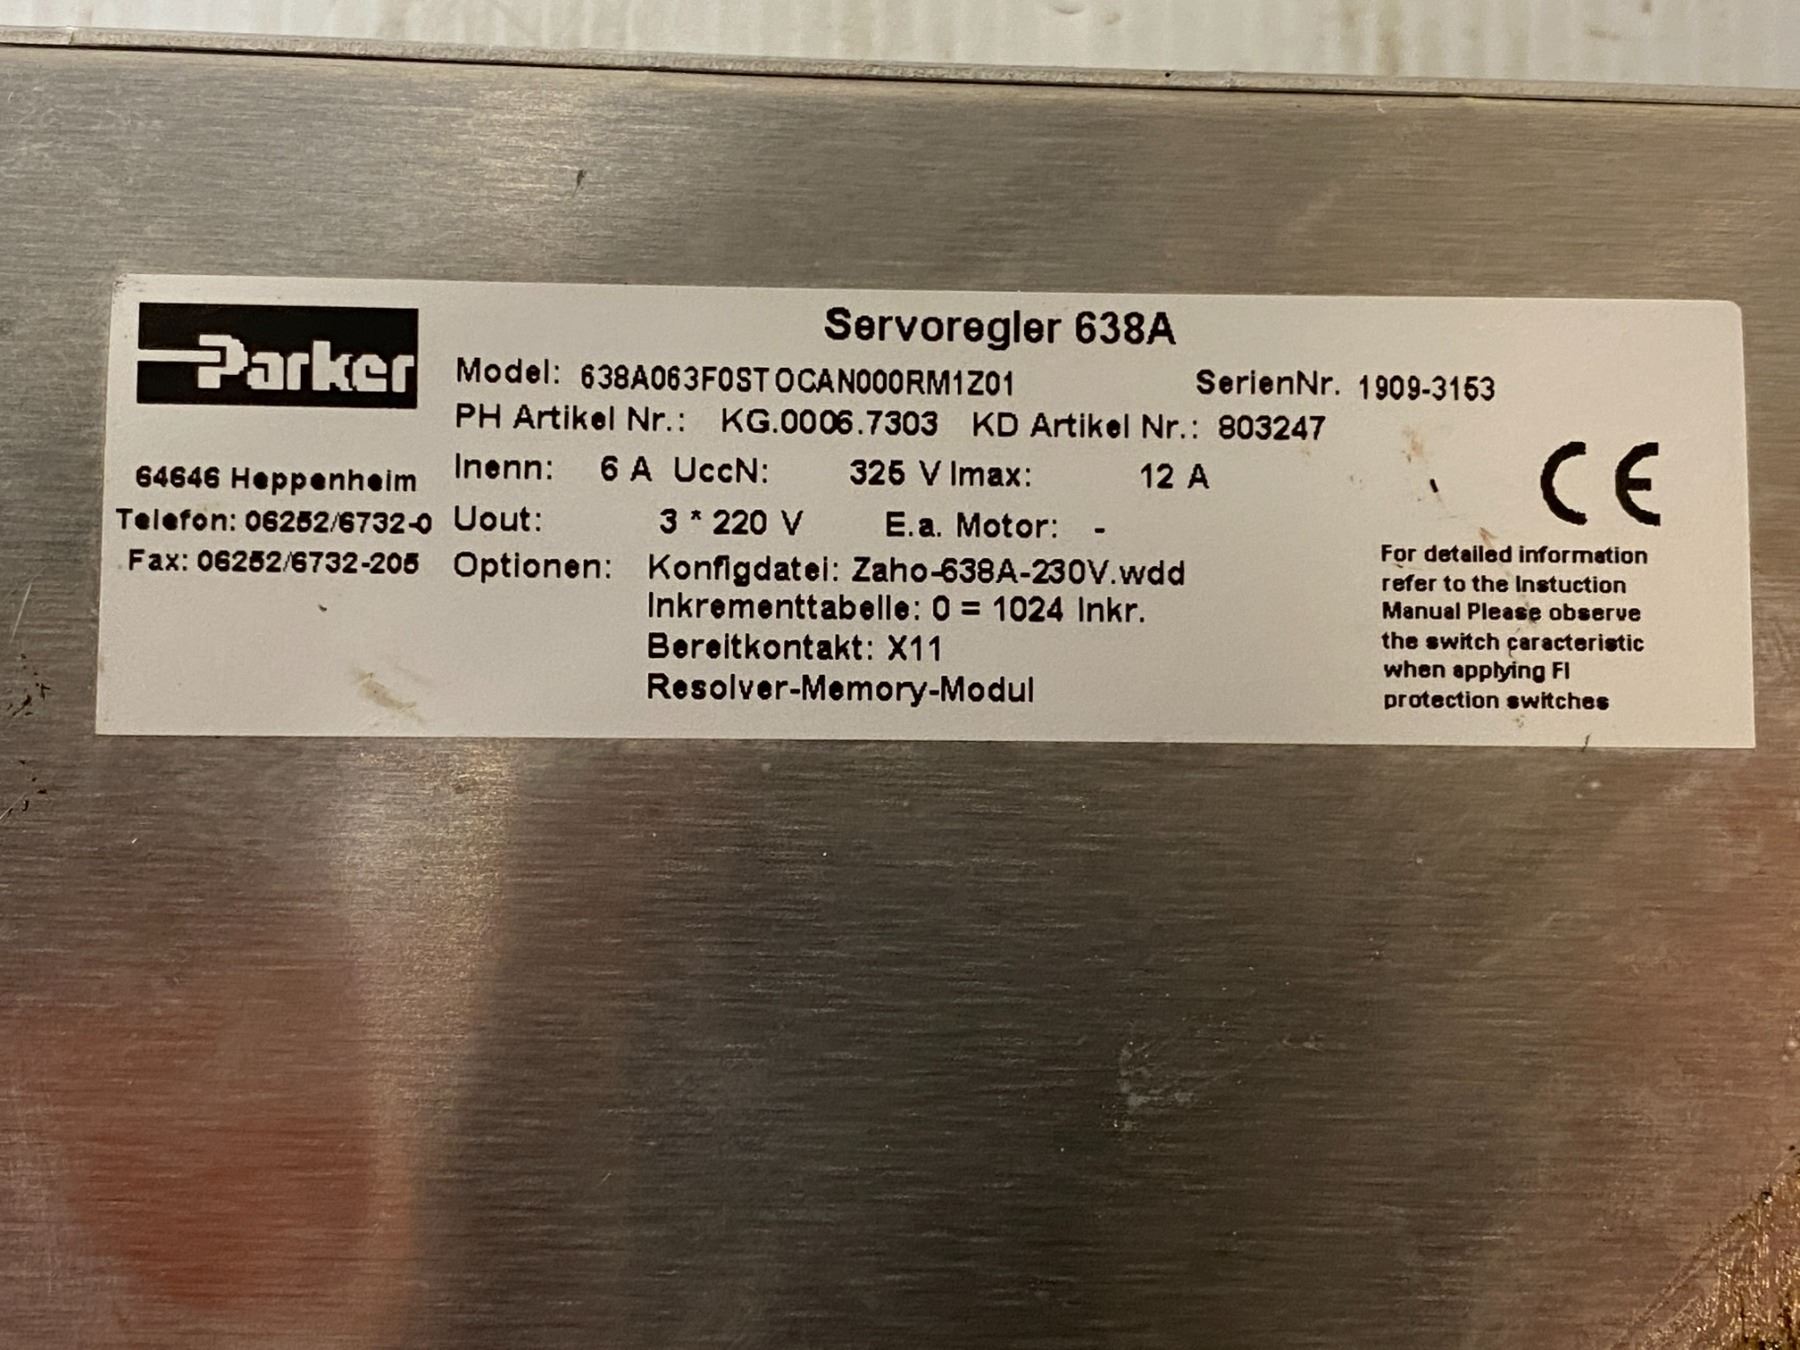 Parker
Servoregler 638A
Model: 638A063F0STOCAN000RM1Z01 SerienNr. 1909-3153
PH Artikel Nr.: KG.0006.7303 KD Artikel Nr.: 803247
64646 Heppenheim
Inenn: 6 A UccN: 325 V Imax: 12 A
Telefon: 06252/6732-0
Uout: 3 * 220 V E.a. Motor: -
Fax: 06252/6732-205
Optionen: Konfigdatei: Zaho-638A-230V.wdd
Inkrementtabelle: 0 = 1024 Inkr.
Bereitkontakt: X11
Resolver-Memory-Modul
CE
For detailed information
refer to the Instuction
Manual Please observe
the switch caracteristic
when applying FI
protection switches